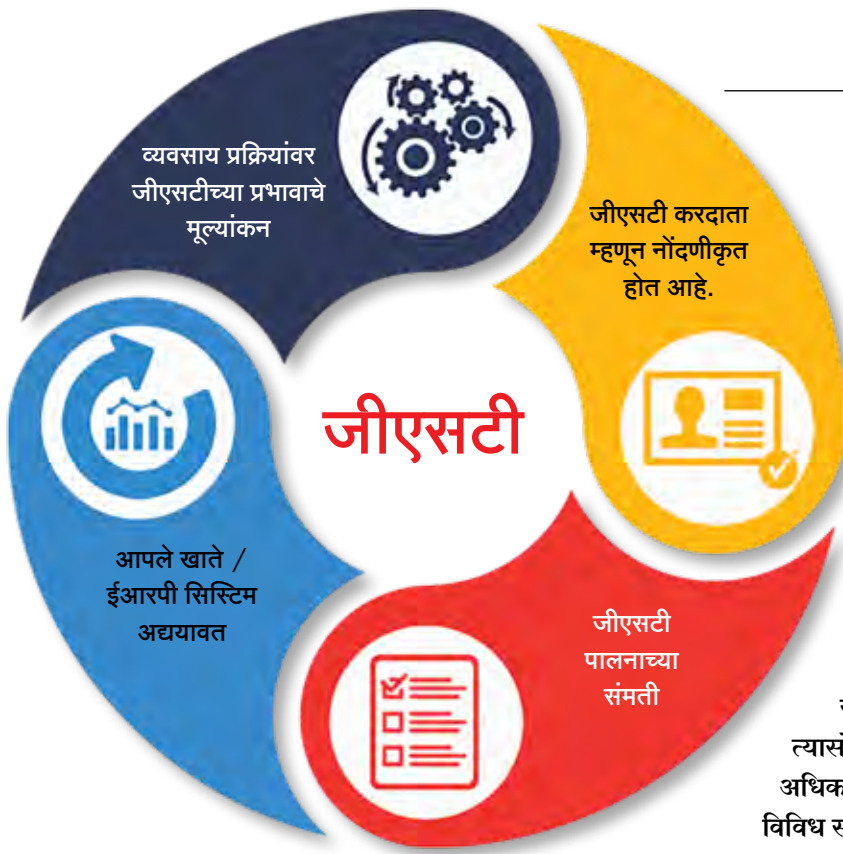 व्यवसाय प्रक्रियांवर
जीएसटीच्या प्रभावाचे
मूल्यांकन
जीएसटी करदाता
म्हणून नोंदणीकृत
होत आहे.
जीएसटी
आपले खाते /
ईआरपी सिस्टिम
अद्ययावत
जीएसटी
पालनाच्या
संमती
अधिक
विविध